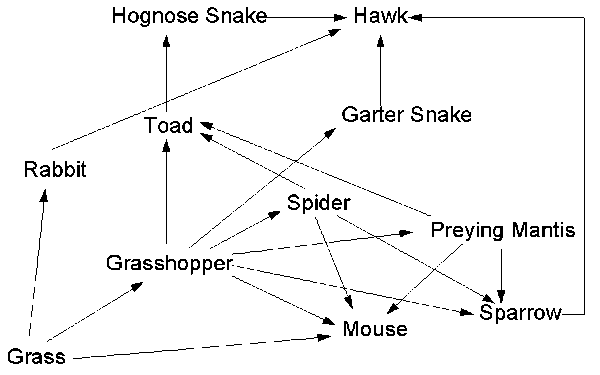 Hognose Snake
Hawk
Garter Snake
Toad
Rabbit
Spider
Preying Mantis
Grasshopper
Sparrow
Mouse
Grass